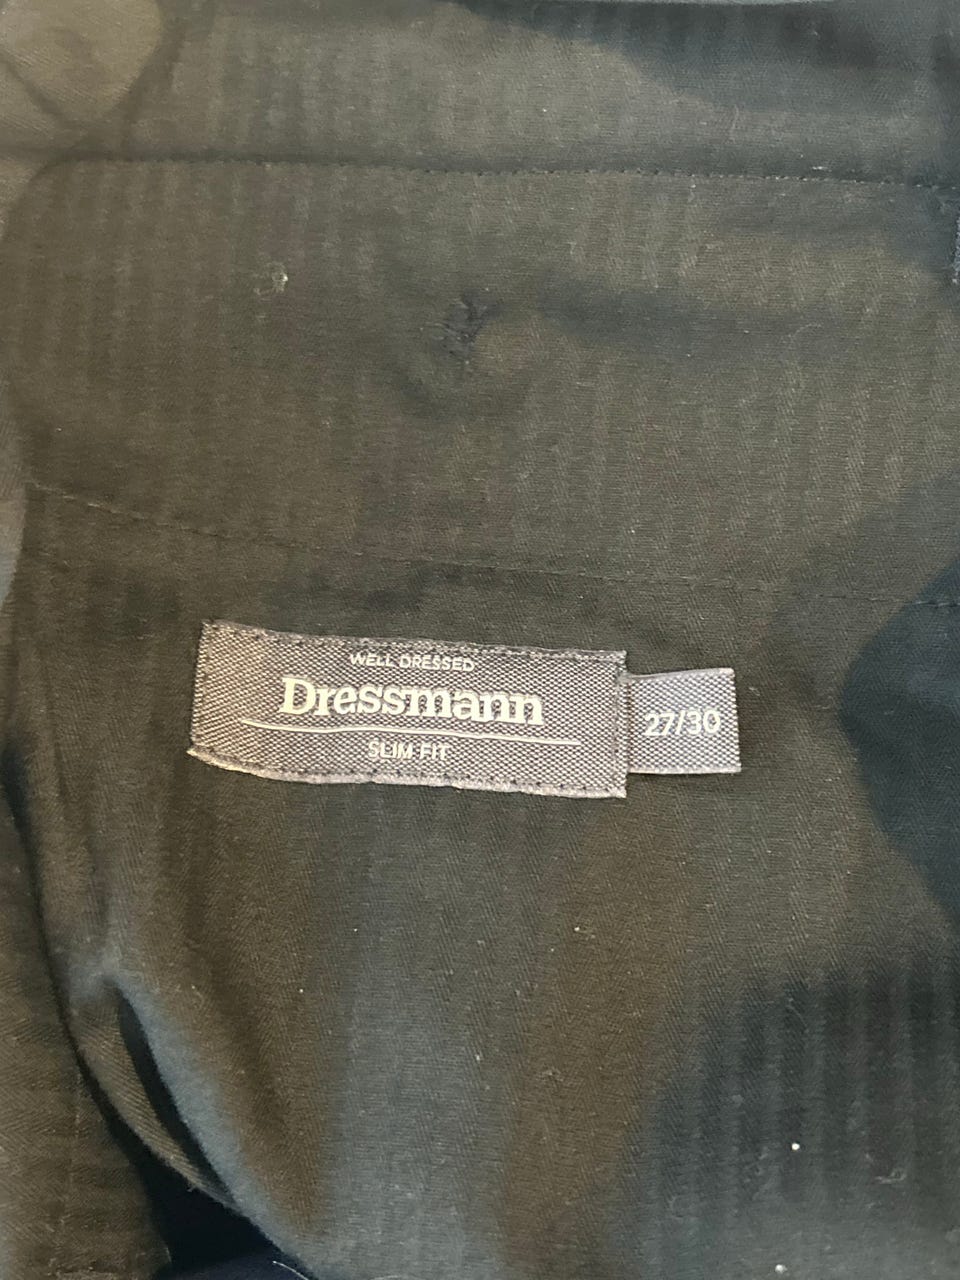 WELL DRESSED
Dressmann
SLIM FIT
27/30